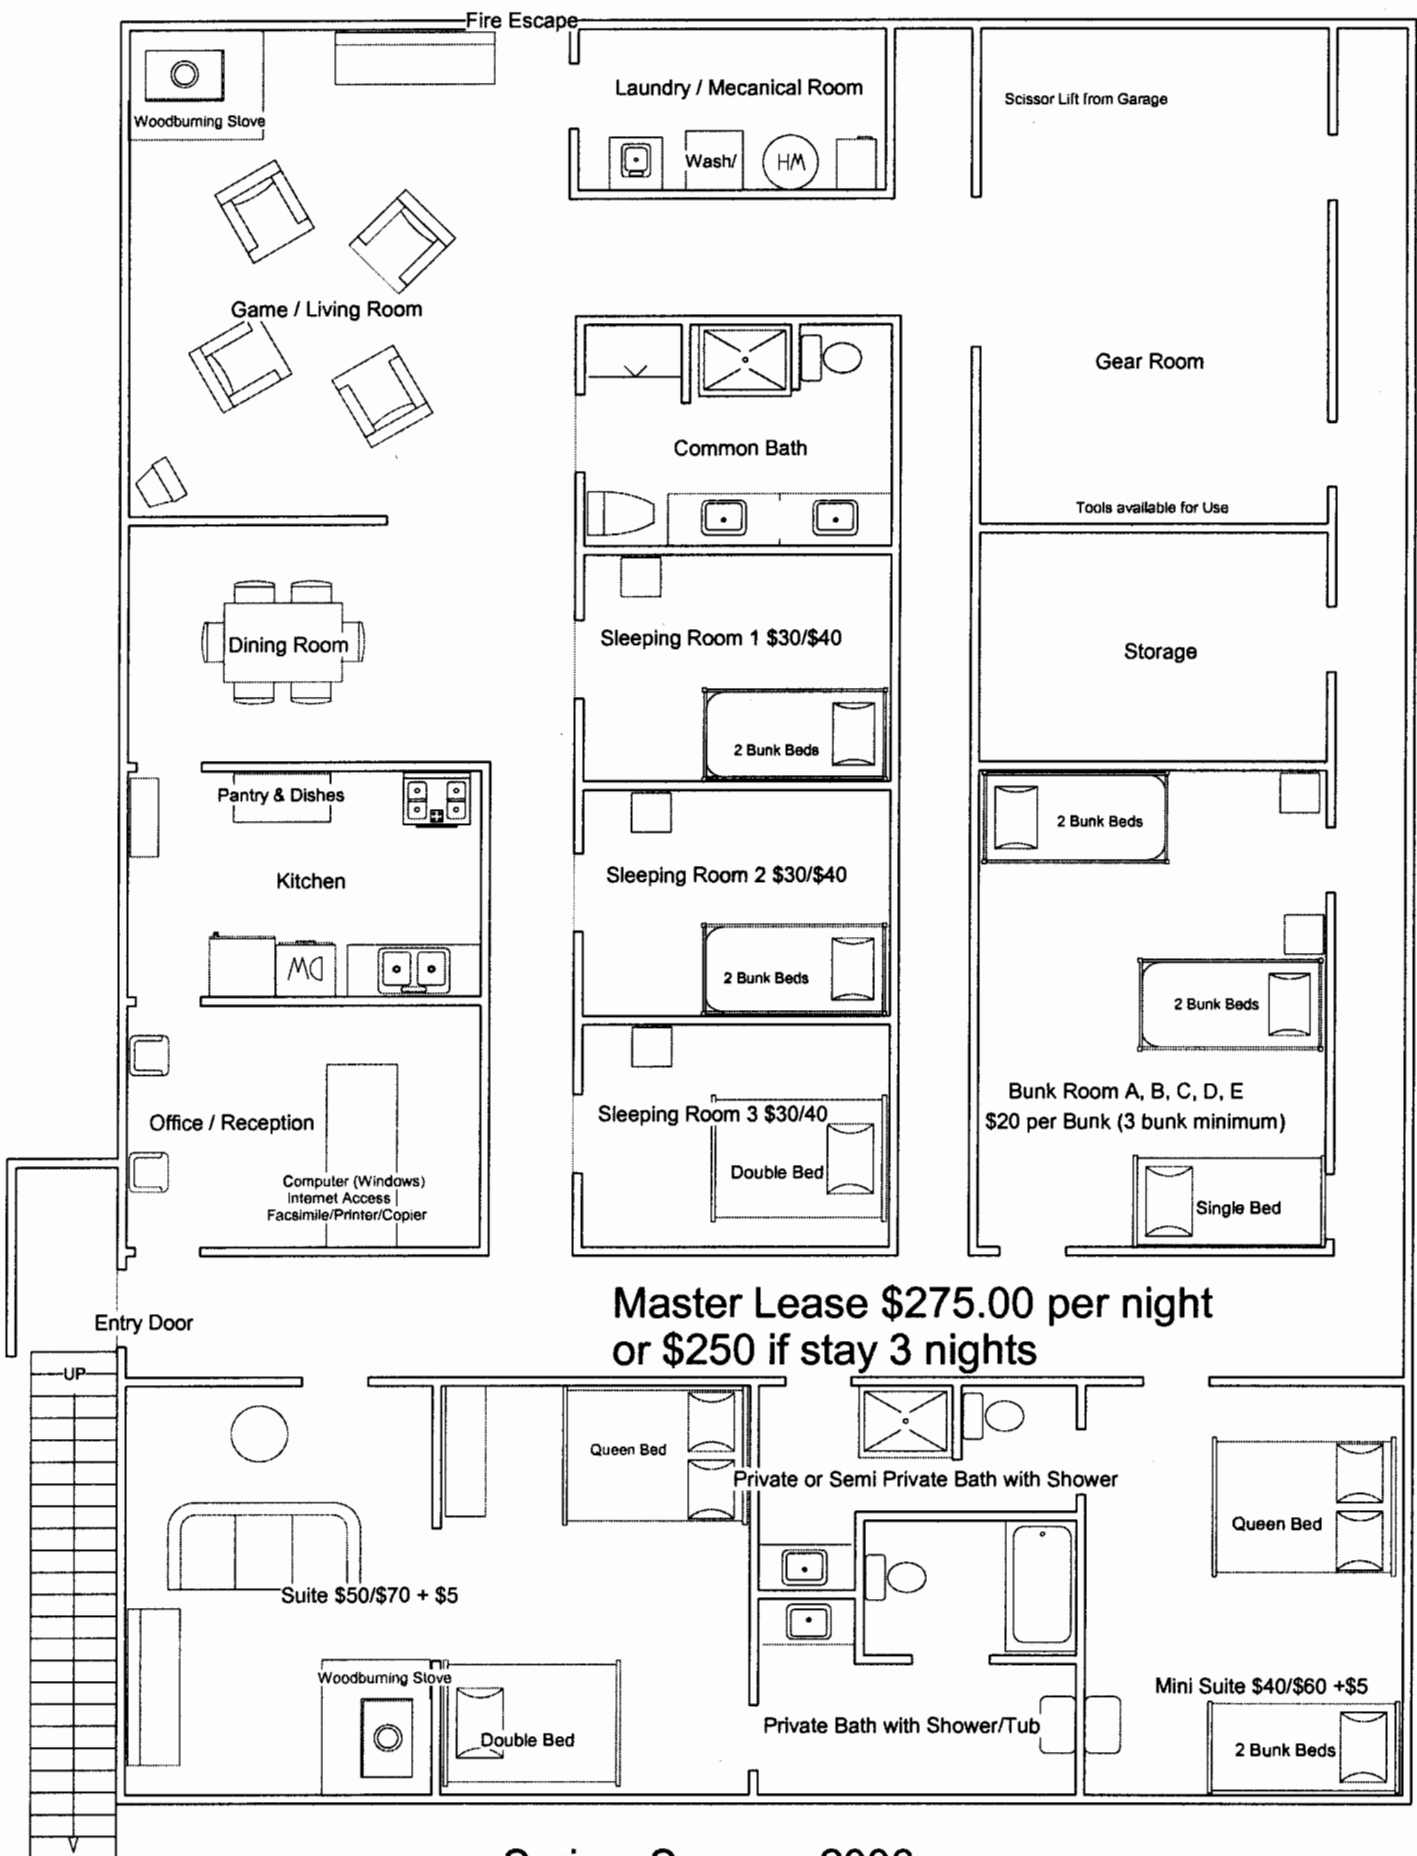 Fire Escape
Laundry / Mecanical Room
Scissor Lift from Garage
Woodburning Stove
Wash/
WH
Game / Living Room
Gear Room
Common Bath
Tools available for Use
Sleeping Room 1 $30/$40
Dining Room
Storage
2 Bunk Beds
Pantry & Dishes
2 Bunk Beds
Kitchen
Sleeping Room 2 $30/$40
DW
2 Bunk Beds
2 Bunk Beds
Bunk Room A, B, C, D, E
$20 per Bunk (3 bunk minimum)
Office / Reception
Sleeping Room 3 $30/40
Double Bed
Computer (Windows)
Internet Access
Facsimile/Printer/Copier
Single Bed
Master Lease $275.00 per night
or $250 if stay 3 nights
Entry Door
UP
Queen Bed
Private or Semi Private Bath with Shower
Queen Bed
Suite $50/$70 + $5
Woodburning Stove
Mini Suite $40/$60 +$5
Private Bath with Shower/Tub
Double Bed
2 Bunk Beds